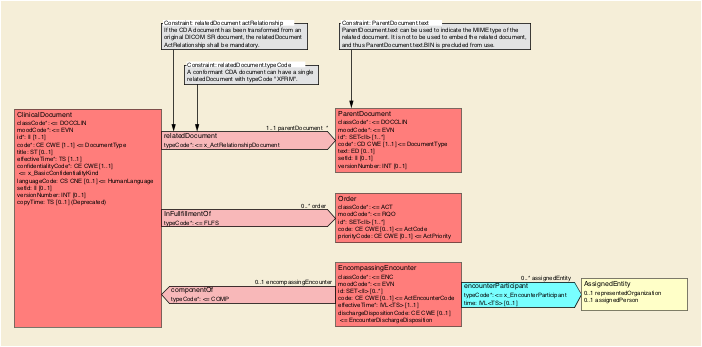 Constraint: relatedDocument actRelationship
If the CDA document has been transformed from an
original DICOM SR document, the relatedDocument
ActRelationship shall be mandatory.
Constraint: ParentDocument.text
ParentDocument.text can be used to indicate the MIME type of the
related document. It is not to be used to embed the related document,
and thus ParentDocument.text.BIN is precluded from use.
Constraint: relatedDocument.typeCode
A conformant CDA document can have a single
relatedDocument with typeCode "XFRM".
ClinicalDocument
classCode*: <= DOCCLIN
moodCode*: <= EVN
id*: II [1..1]
code*: CE CWE [1..1] <= DocumentType
title: ST [0..1]
effectiveTime*: TS [1..1]
confidentialityCode*: CE CWE [1..1]
<= x_BasicConfidentialityKind
languageCode: CS CNE [0..1] <= HumanLanguage
setId: II [0..1]
versionNumber: INT [0..1]
copyTime: TS [0..1] (Deprecated)
1..1 parentDocument *
relatedDocument
typeCode*: <= x_ActRelationshipDocument
ParentDocument
classCode*: <= DOCCLIN
moodCode*: <= EVN
id*: SET<II> [1..*]
code*: CD CWE [0..1] <= DocumentType
text: ED [0..1]
setId: II [0..1]
versionNumber: INT [0..1]
0..* order
InFulfillmentOf
typeCode*: <= FLFS
Order
classCode*: <= ACT
moodCode*: <= RQO
id*: SET<II> [1..*]
code: CE CWE [0..1] <= ActCode
priorityCode: CE CWE [0..1] <= ActPriority
0..1 encompassingEncounter
componentOf
typeCode*: <= COMP
EncompassingEncounter
classCode*: <= ENC
moodCode*: <= EVN
id: SET<II> [0..*]
code: CE CWE [0..1] <= ActEncounterCode
effectiveTime*: IVL<TS> [1..1]
dischargeDispositionCode: CE CWE [0..1]
<= EncounterDischargeDisposition
0..* assignedEntity
encounterParticipant
typeCode*: <= x_EncounterParticipant
time: IVL<TS> [0..1]
AssignedEntity
0..1 representedOrganization
0..1 assignedPerson